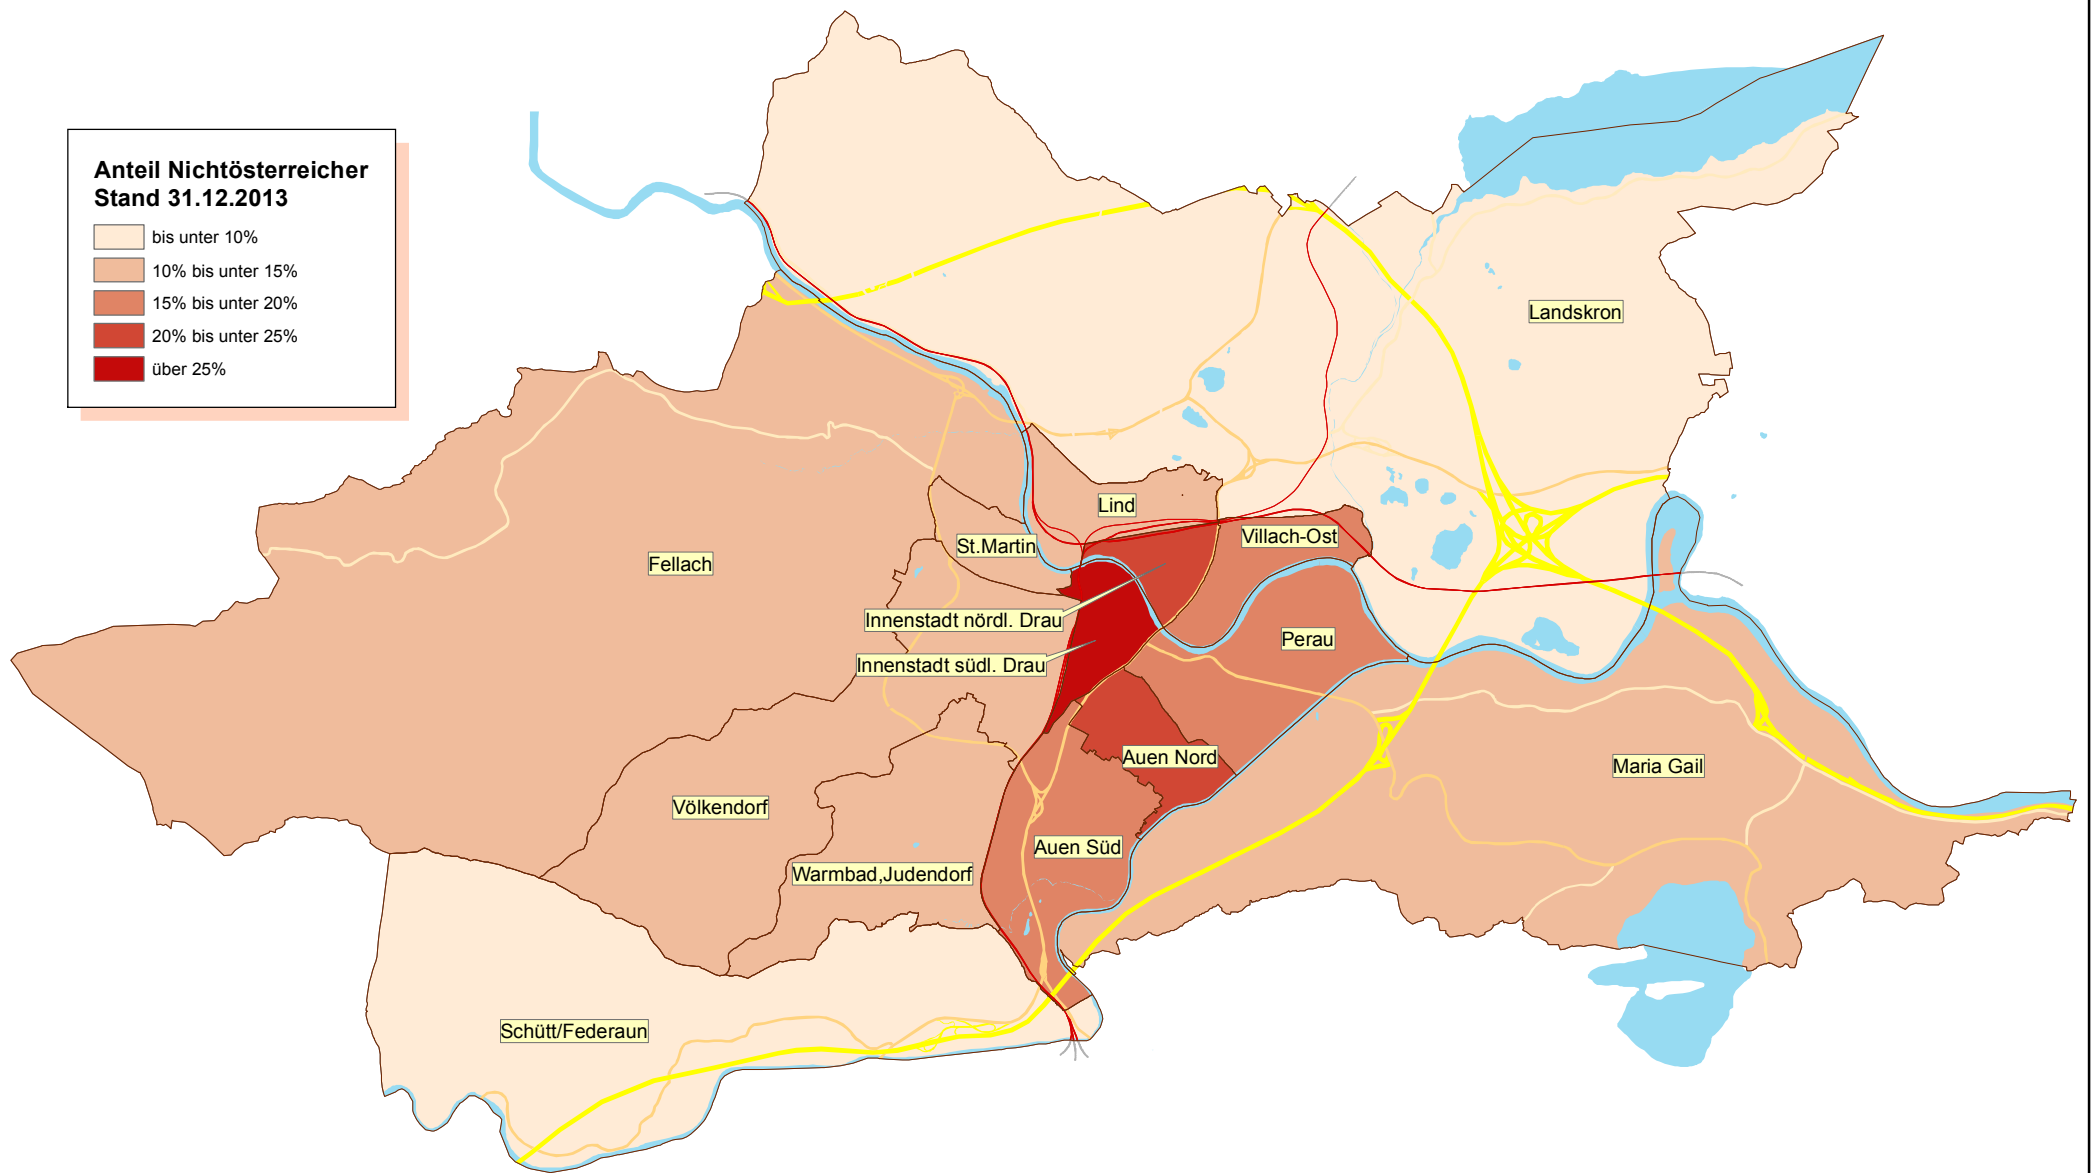 Anteil Nichtösterreicher
Stand 31.12.2013
bis unter 10%
10% bis unter 15%
15% bis unter 20%
20% bis unter 25%
über 25%
Landskron
Lind
Villach-Ost
St.Martin
Fellach
Innenstadt nördl. Drau
Perau
Innenstadt südl. Drau
Auen Nord
Maria Gail
Völkendorf
Auen Süd
Warmbad,Judendorf
Schütt/Federaun